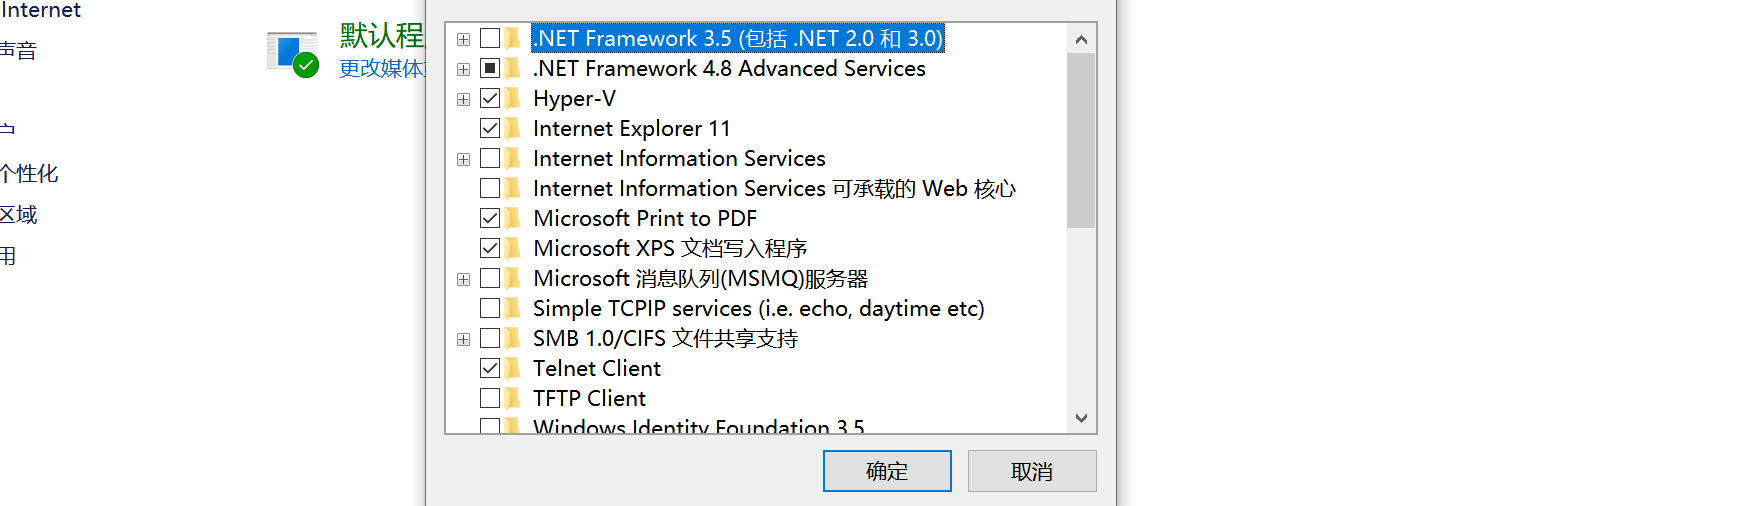 Internet
声音
户
个性化
区域
用
默认程
更改媒体
.NET Framework 3.5 (包括 .NET 2.0 和 3.0)
.NET Framework 4.8 Advanced Services
Hyper-V
Internet Explorer 11
Internet Information Services
Internet Information Services 可承载的 Web 核心
Microsoft Print to PDF
Microsoft XPS 文档写入程序
Microsoft 消息队列(MSMQ)服务器
Simple TCPIP services (i.e. echo, daytime etc)
SMB 1.0/CIFS 文件共享支持
Telnet Client
TFTP Client
Windows Identity Foundation 3.5
确定
取消